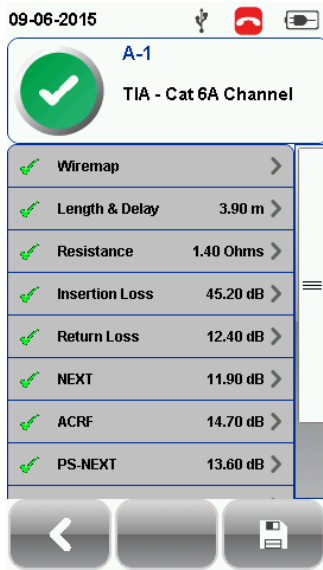 09-06-2015
A-1
TIA - Cat 6A Channel
Wiremap
Length & Delay 3.90 m
Resistance 1.40 Ohms
Insertion Loss 45.20 dB
Return Loss 12.40 dB
NEXT 11.90 dB
ACRF 14.70 dB
PS-NEXT 13.60 dB